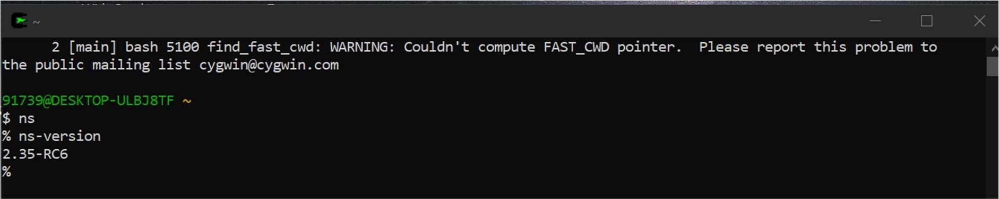 ~
2 [main] bash 5100 find_fast_cwd: WARNING: Couldn't compute FAST_CWD pointer.  Please report this problem to
the public mailing list cygwin@cygwin.com
91739@DESKTOP-ULBJ8TF ~
$ ns
% ns-version
2.35-RC6
%